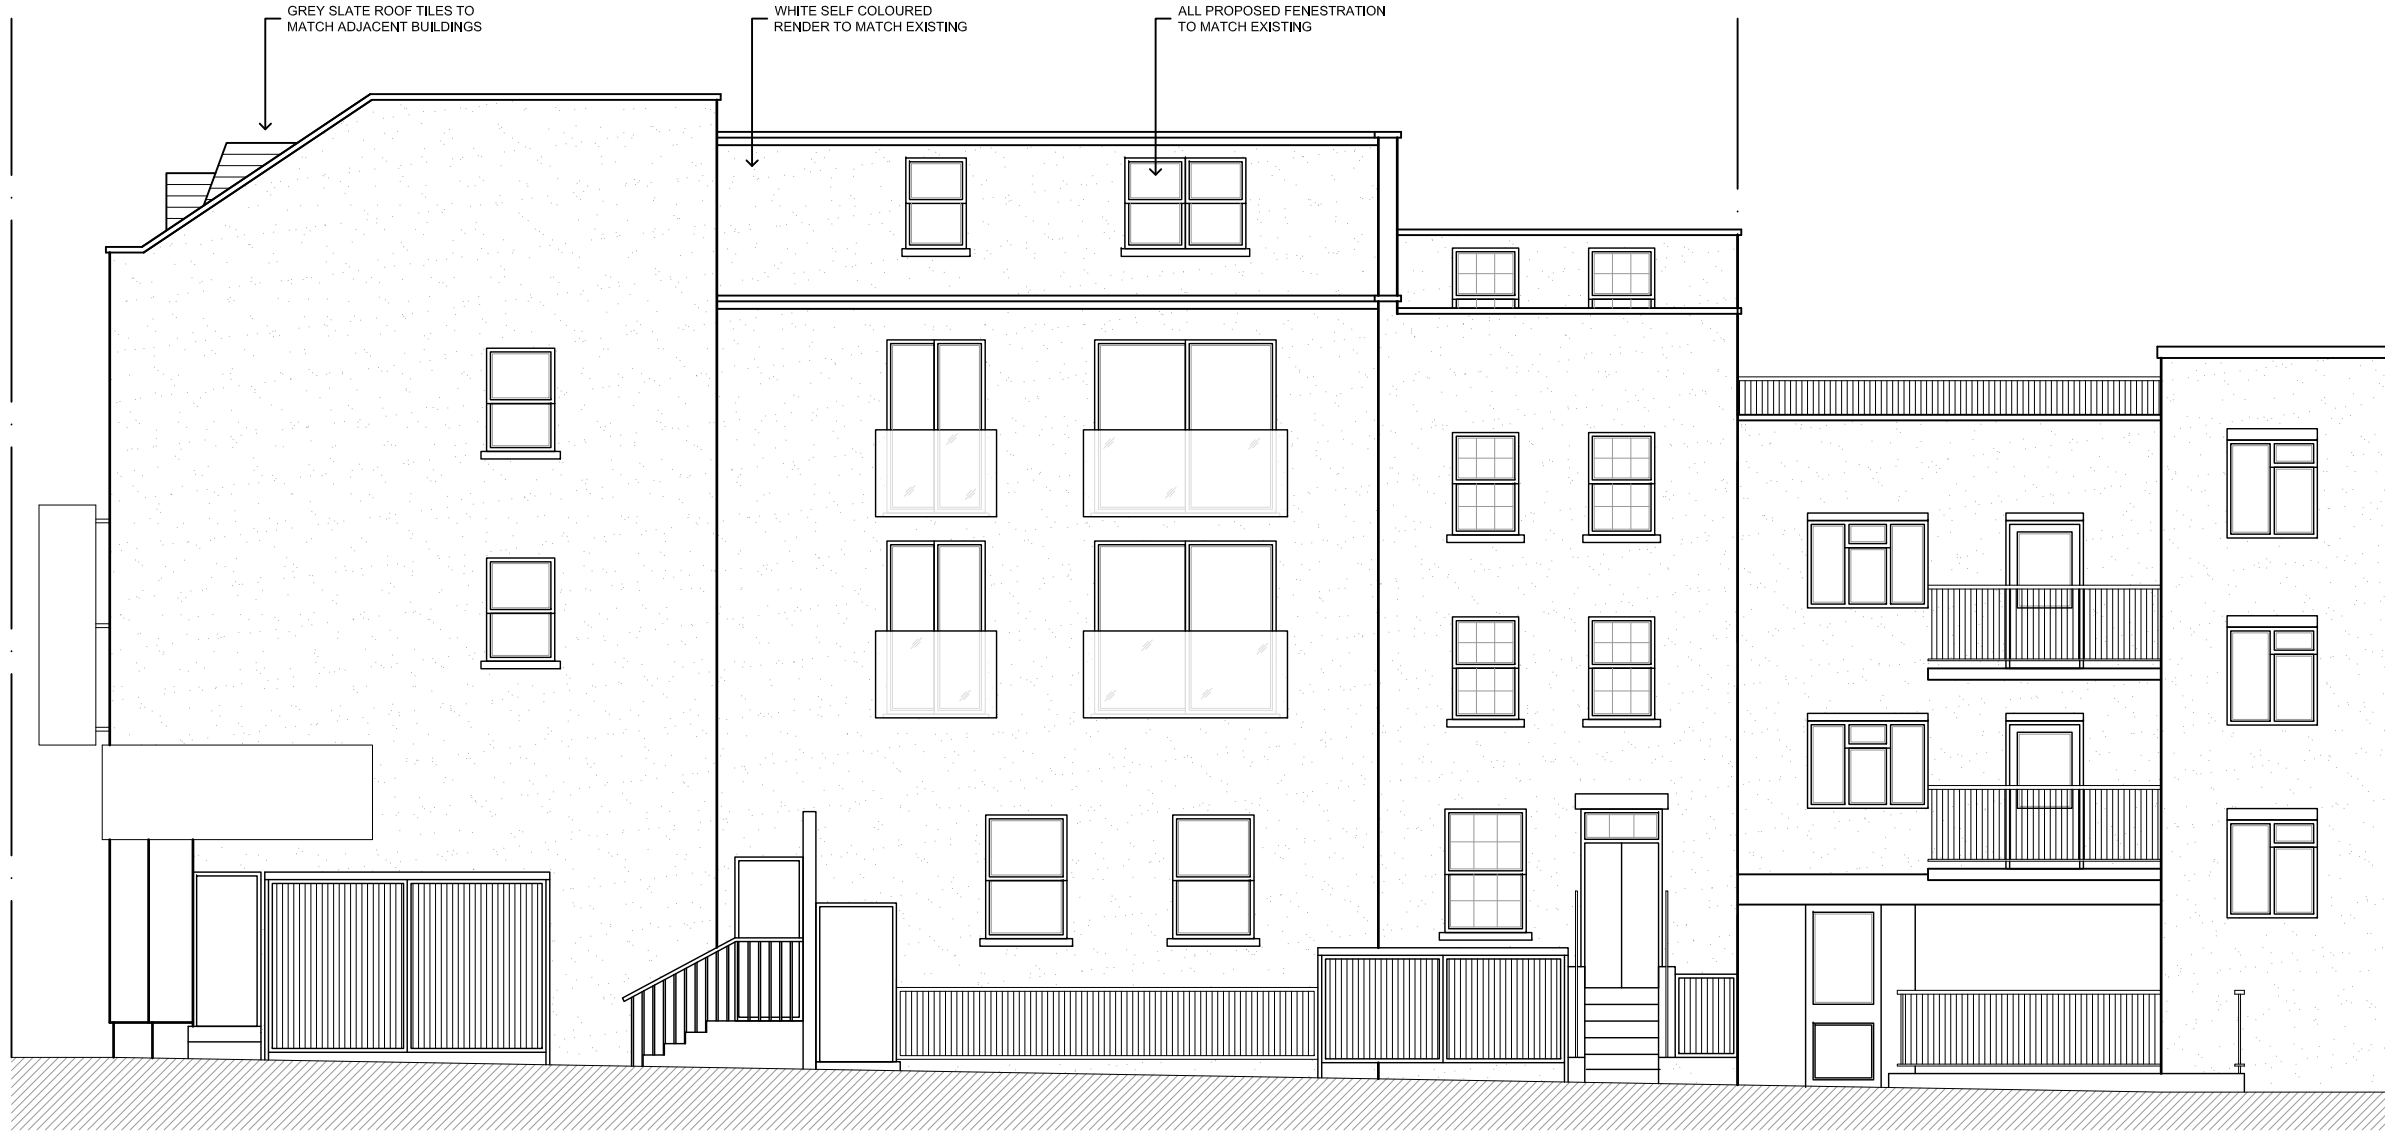 GREY SLATE ROOF TILES TO
MATCH ADJACENT BUILDINGS
WHITE SELF COLOURED
RENDER TO MATCH EXISTING
ALL PROPOSED FENESTRATION
TO MATCH EXISTING